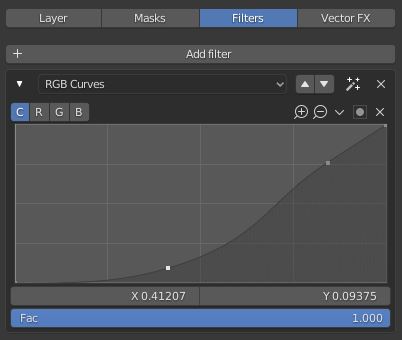 Layer Masks Filters Vector FX
+ Add filter
RGB Curves
C R G B
X 0.41207 Y 0.09375
Fac 1.000